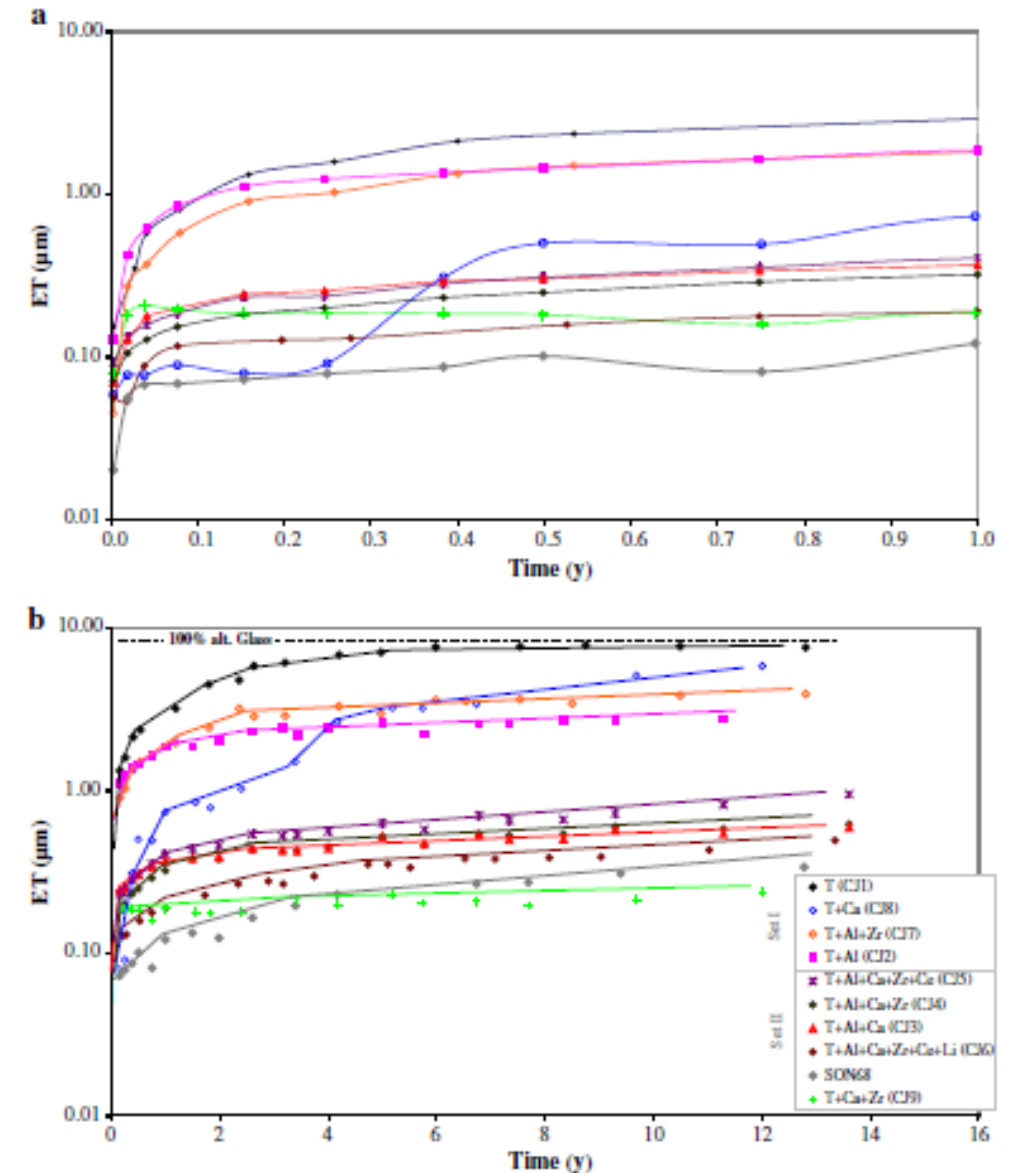 a
10.00
1.00
0.10
0.01
ET (µm)
0.0 0.1 0.2 0.3 0.4 0.5 0.6 0.7 0.8 0.9 1.0
Time (y)
b
10.00
1.00
0.10
0.01
ET (µm)
100% alt. Glass
Set I
T (CJ1)
T+Ca (CJ8)
T+Al+Zr (CJ7)
T+Al (CJ2)
Set II
T+Al+Ca+Zr+Ce (CJ5)
T+Al+Ca+Zr (CJ4)
T+Al+Ca (CJ3)
T+Al+Ca+Zr+Ce+Li (CJ6)
SON68
T+Ca+Zr (CJ9)
0 2 4 6 8 10 12 14 16
Time (y)